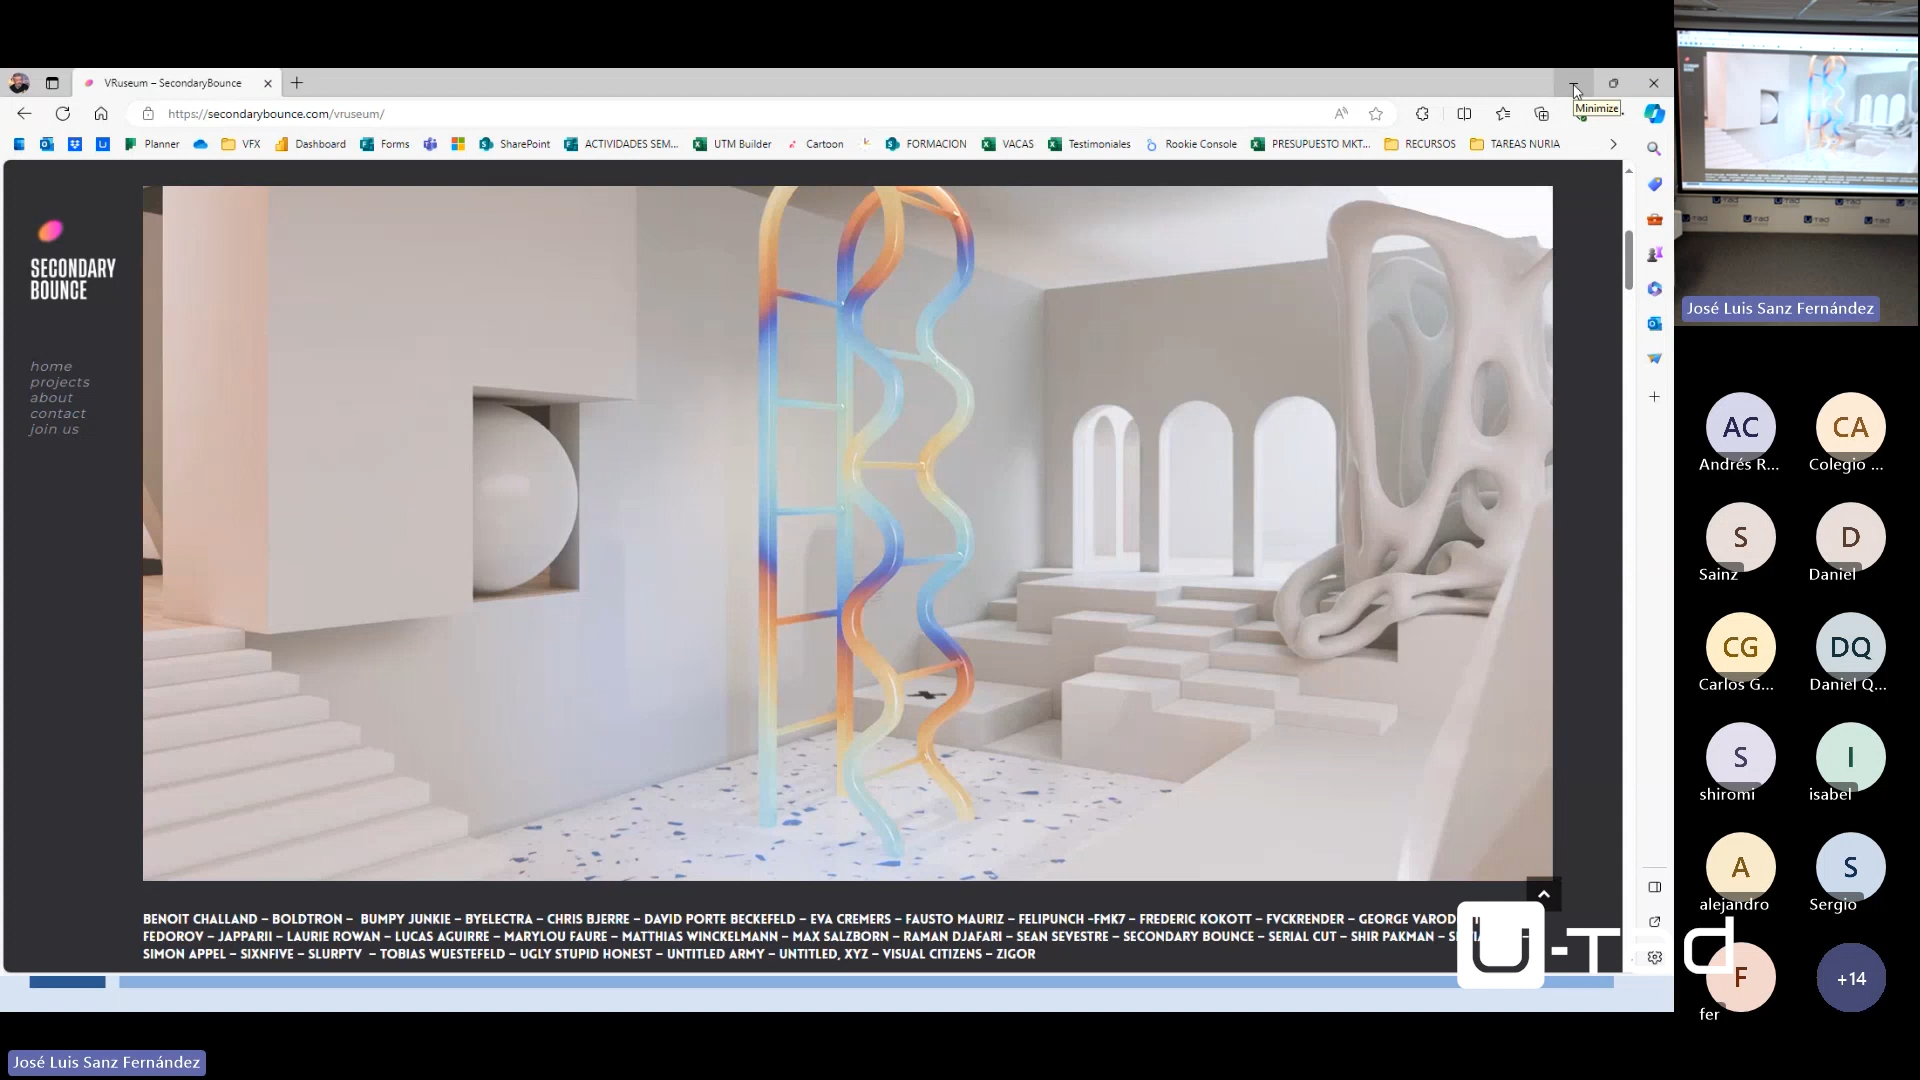 VRuseum – SecondaryBounce
https://secondarybounce.com/vruseum/
Minimize
Planner
VFX
Dashboard
Forms
SharePoint
ACTIVIDADES SEM...
UTM Builder
Cartoon
FORMACION
VACAS
Testimoniales
Rookie Console
PRESUPUESTO MKT...
RECURSOS
TAREAS NURIA
SECONDARY
BOUNCE
home
projects
about
contact
join us
BENOIT CHALLAND – BOLDTRON – BUMPY JUNKIE – BYELECTRA – CHRIS BJERRE – DAVID PORTE BECKEFELD – EVA CREMERS – FAUSTO MAURIZ – FELIPUNCH -FMK7 – FREDERIC KOKOTT – FVCKRENDER – GEORGE
FEDOROV – JAPPARII – LAURIE ROWAN – LUCAS AGUIRRE – MARYLOU FAURE – MATTHIAS WINCKELMANN – MAX SALZBORN – RAMAN DJAFARI – SEAN SEVESTRE – SECONDARY BOUNCE – SERIAL CUT – SHIR PAKMAN –
SIMON APPEL – SIXNFIVE – SLURPTV – TOBIAS WUESTEFELD – UGLY STUPID HONEST – UNTITLED ARMY – UNTITLED, XYZ – VISUAL CITIZENS – ZIGOR
U-Tad
José Luis Sanz Fernández
AC
Andrés R...
CA
Colegio ...
S
Sainz
D
Daniel
CG
Carlos G...
DQ
Daniel Q...
S
shiromi
I
isabel
A
alejandro
S
Sergio
F
fer
+14
José Luis Sanz Fernández